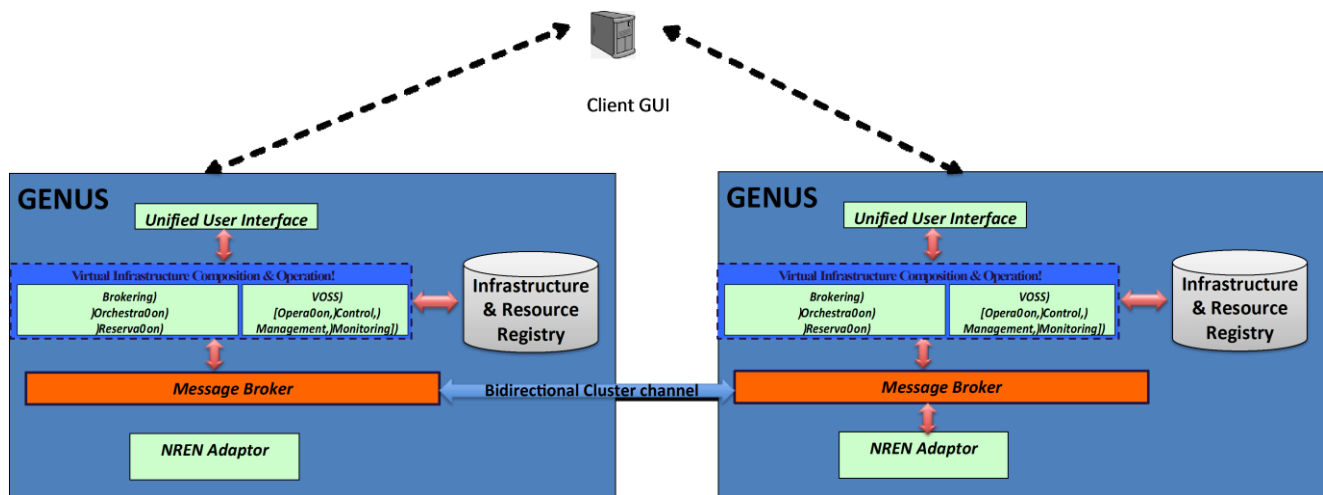 Client GUI
GENUS
Unified User Interface
Virtual Infrastructure Composition & Operation!
Brokering)
)Orchestra0on)
)Reserva0on)
VOSS)
[Opera0on,)Control,)
Management,)Monitoring])
Infrastructure
& Resource
Registry
Message Broker
NREN Adaptor
Bidirectional Cluster channel
GENUS
Unified User Interface
Virtual Infrastructure Composition & Operation!
Brokering)
)Orchestra0on)
)Reserva0on)
VOSS)
[Opera0on,)Control,)
Management,)Monitoring])
Infrastructure
& Resource
Registry
Message Broker
NREN Adaptor